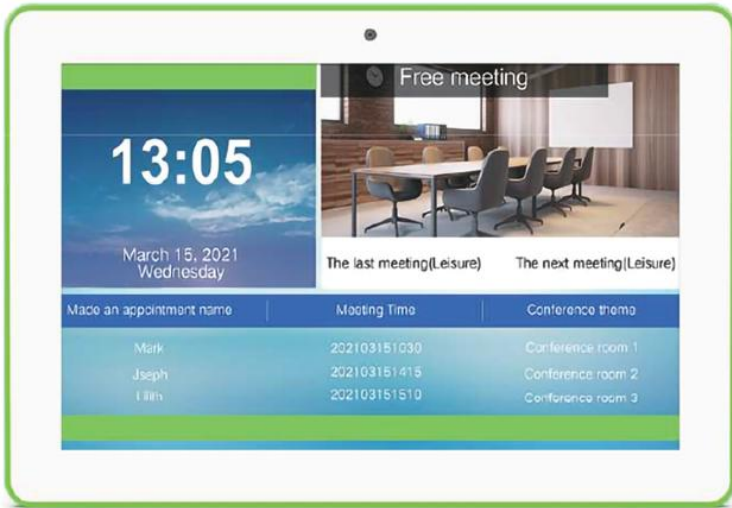 Free meeting
13:05
March 15, 2021
Wednesday
The last meeting(Leisure) The next meeting(Leisure)
Made an appointment name Meeting Time Conference theme
Mark 202103151030 Conference room 1
Jseph 202103151415 Conference room 2
Lilith 202103151510 Conference room 3